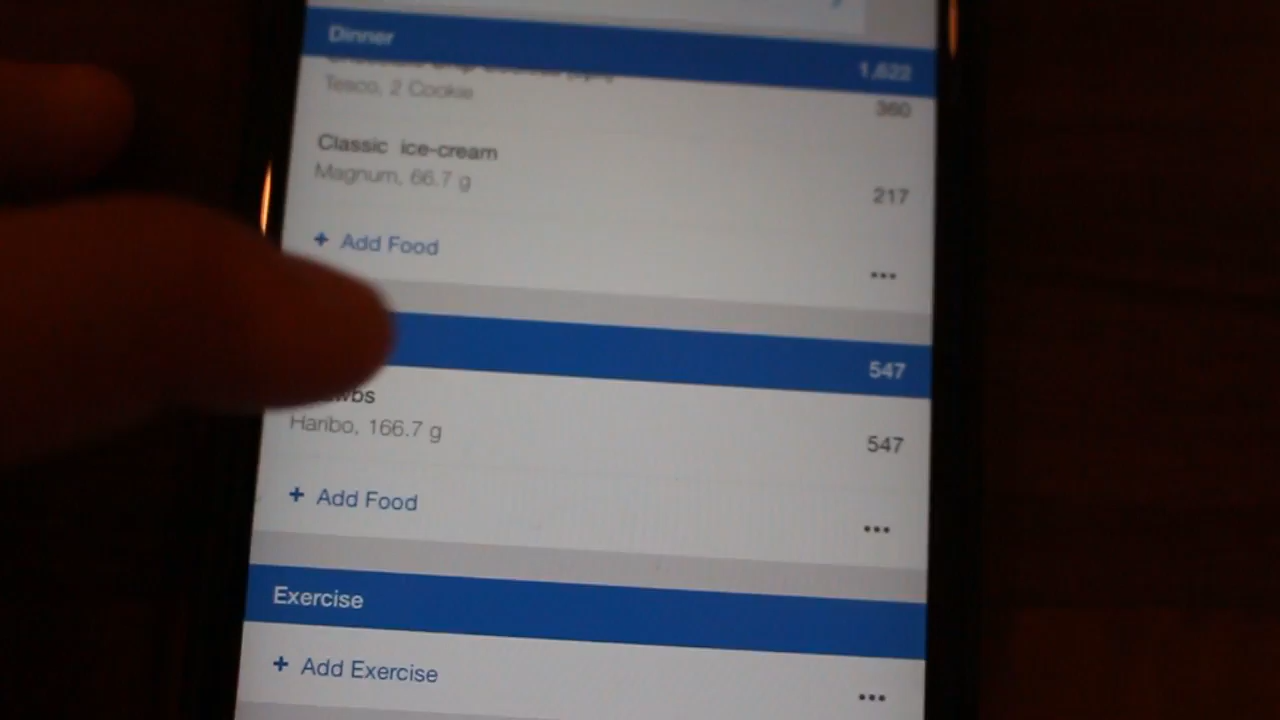 Dinner
1,622
Tesco, 2 Cookie
360
Classic ice-cream
Magnum, 66.7 g
217
+ Add Food
547
Haribo, 166.7 g
547
+ Add Food
Exercise
+ Add Exercise